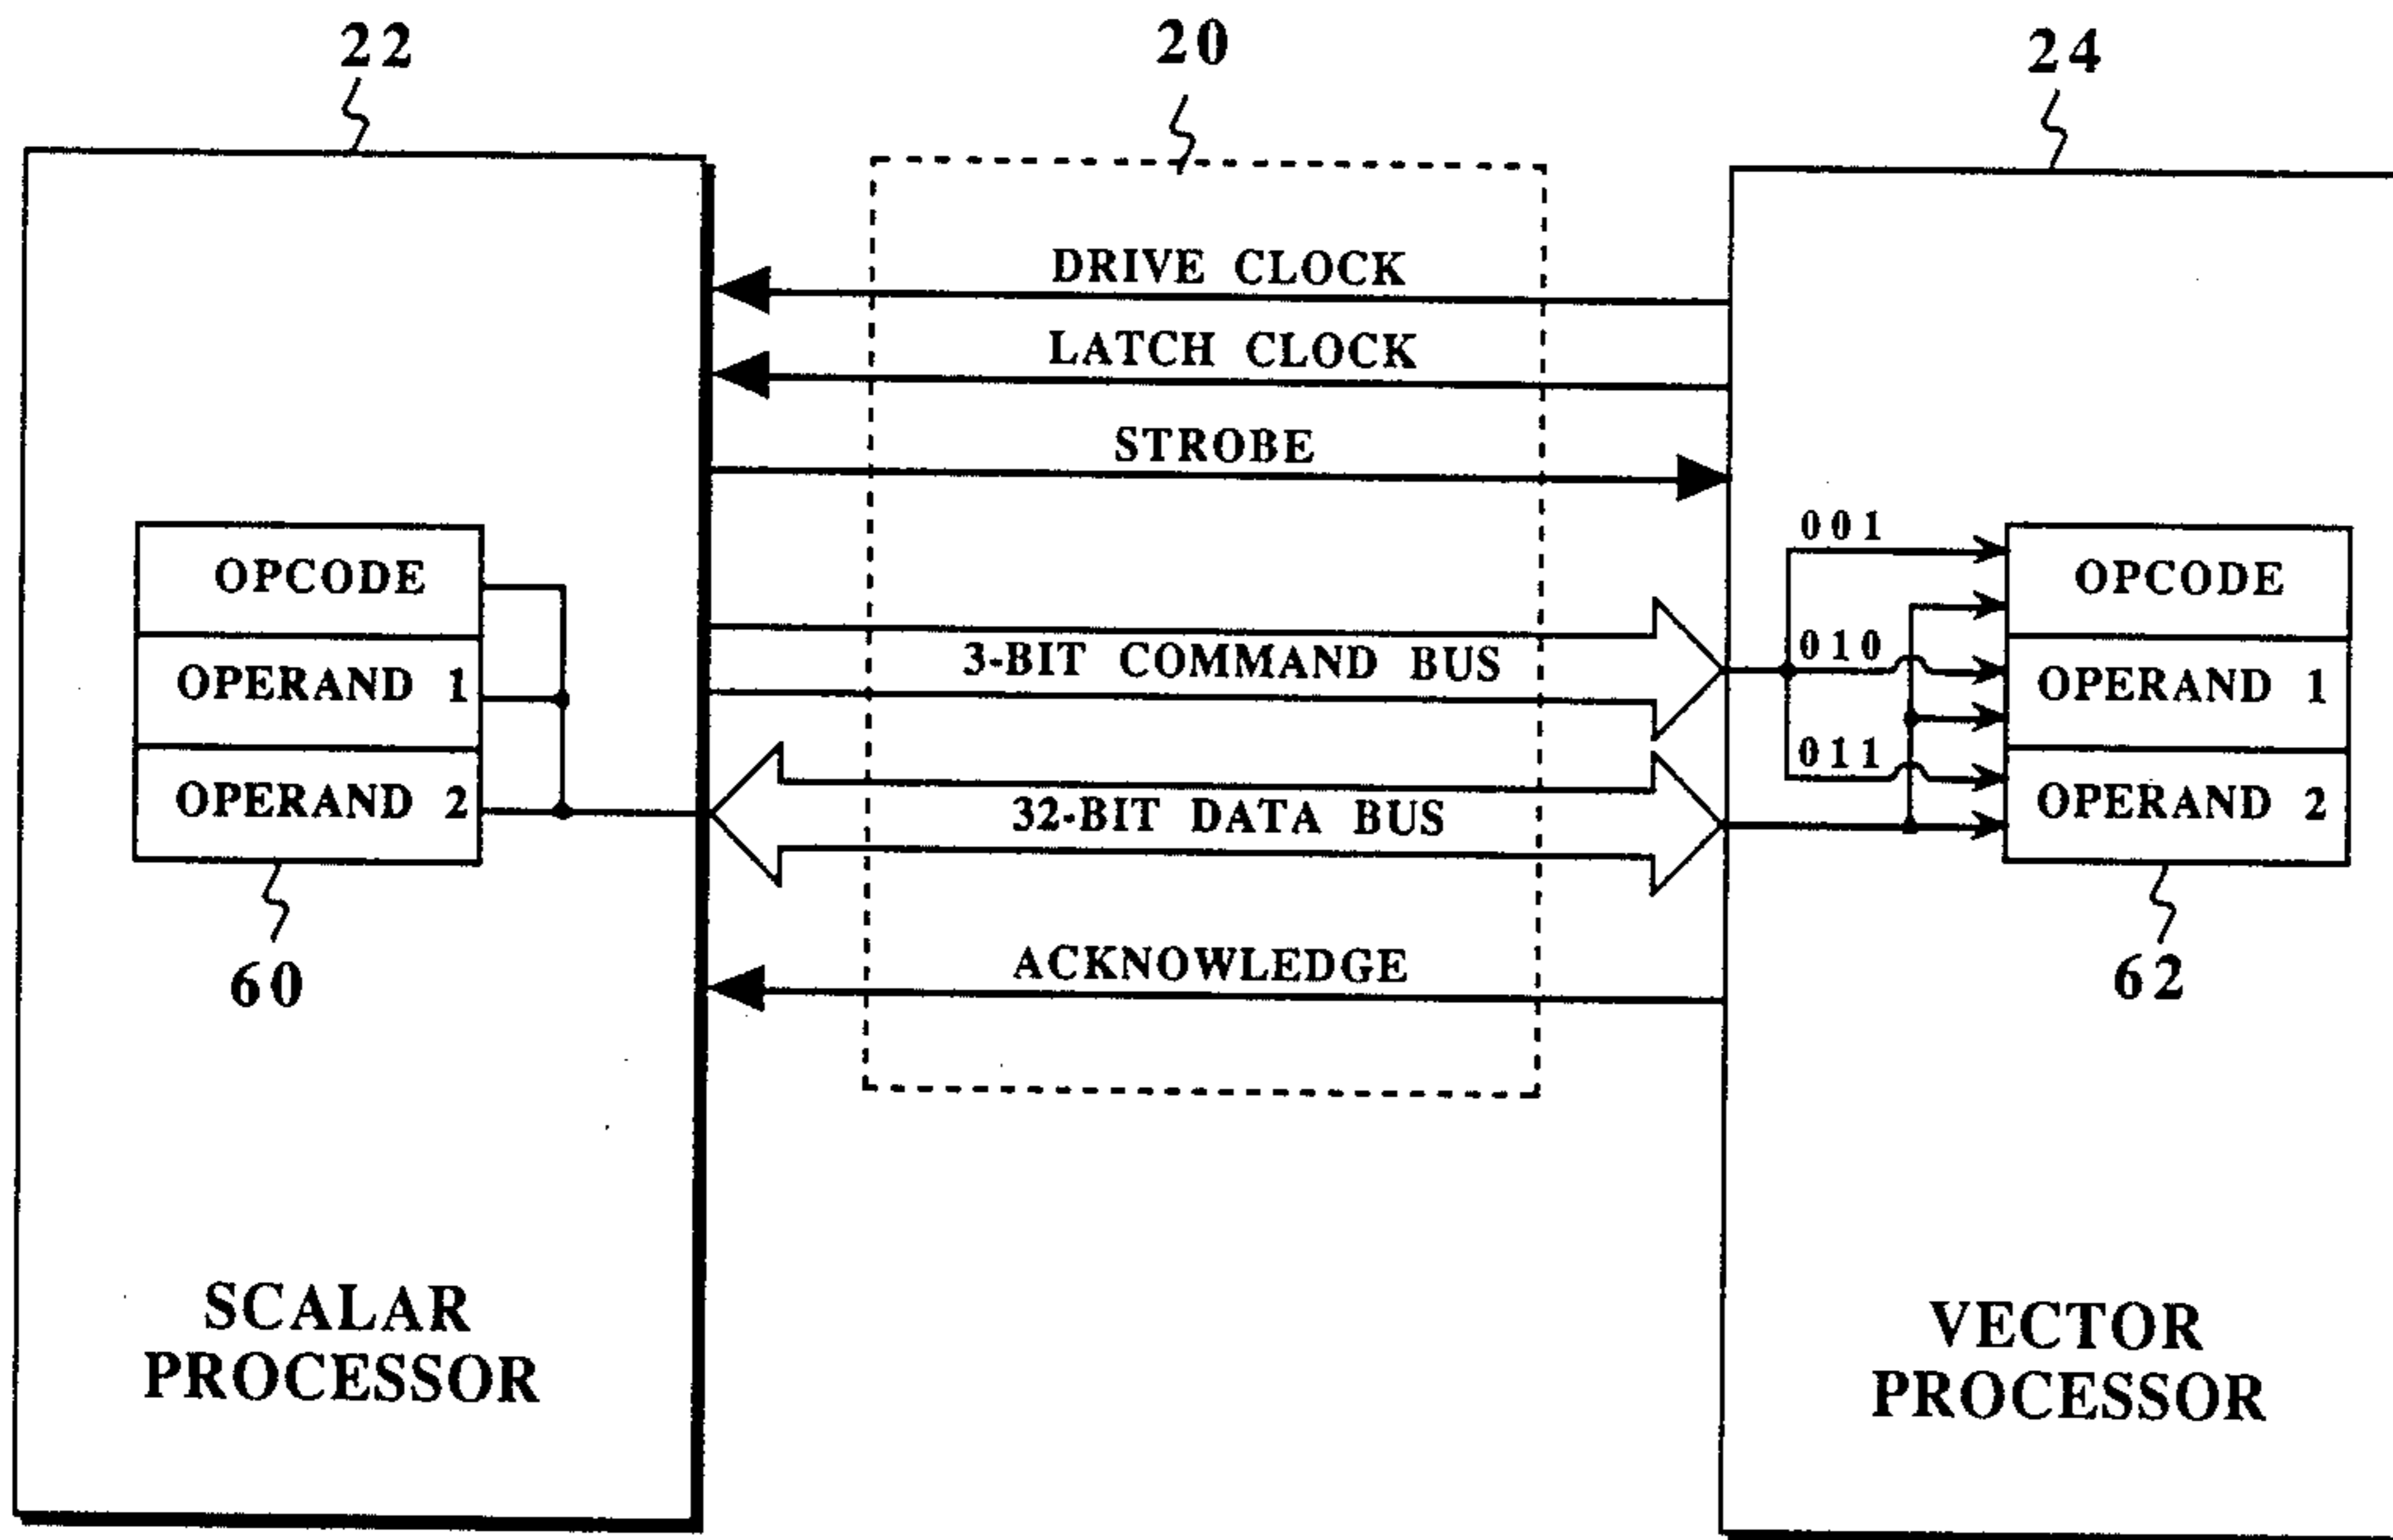 22
20
24
DRIVE CLOCK
LATCH CLOCK
STROBE
001
OPCODE
OPCODE
3-BIT COMMAND BUS
010
OPERAND 1
OPERAND 1
011
OPERAND 2
32-BIT DATA BUS
OPERAND 2
ACKNOWLEDGE
60
62
SCALAR
PROCESSOR
VECTOR
PROCESSOR